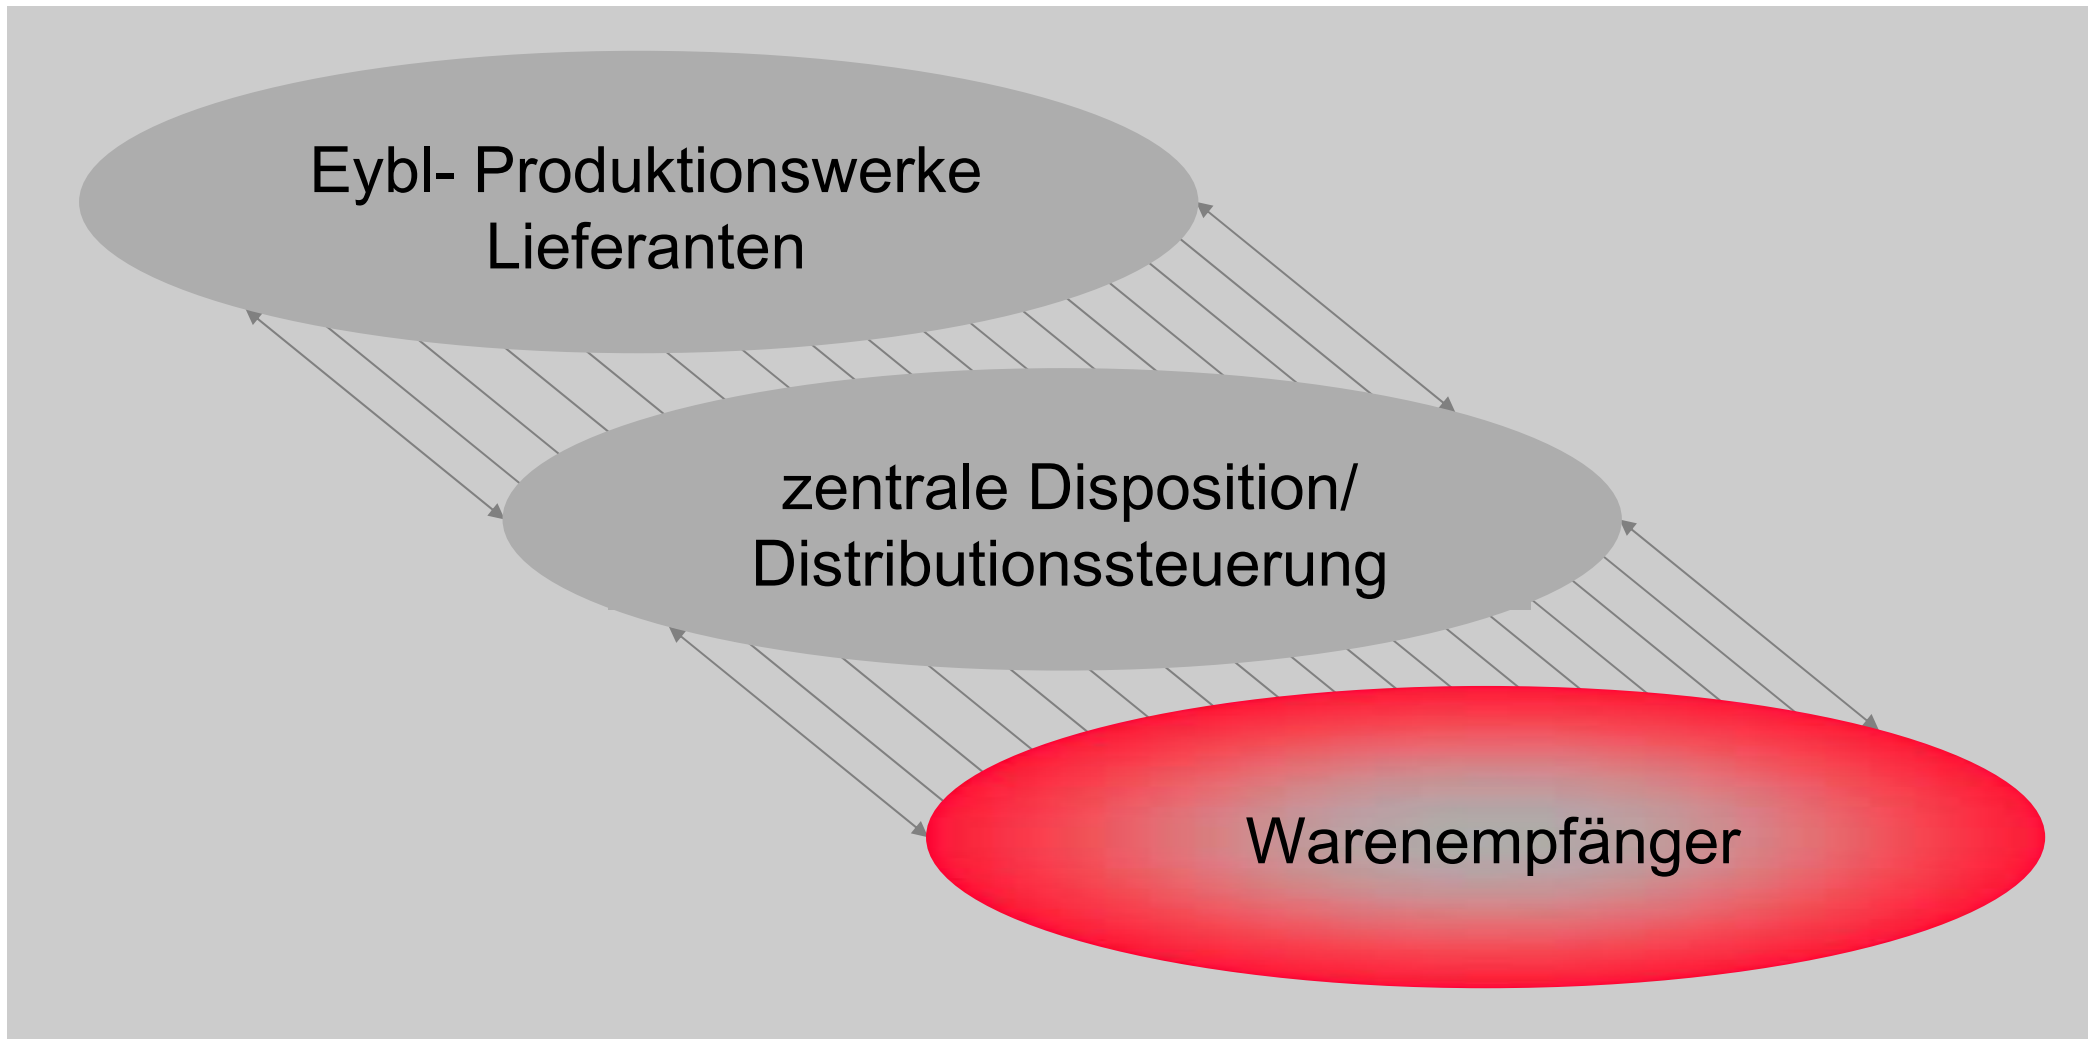 Eybl- Produktionswerke
Lieferanten
zentrale Disposition/
Distributionssteuerung
Warenempfänger